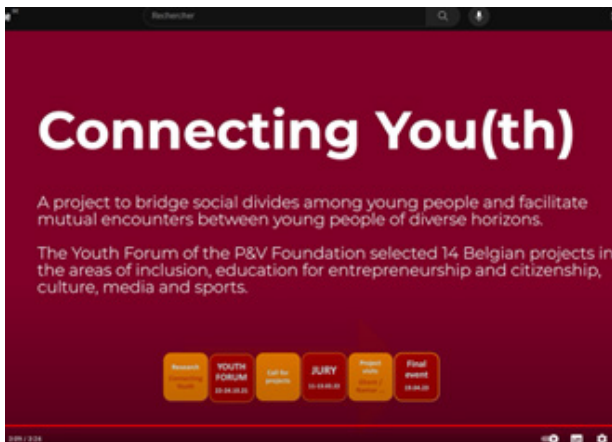 Rechercher
Connecting You(th)
A project to bridge social divides among young people and facilitate
mutual encounters between young people of diverse horizons.
The Youth Forum of the P&V Foundation selected 14 Belgian projects in
the areas of inclusion, education for entrepreneurship and citizenship,
culture, media and sports.
Research
Connecting
Youth
YOUTH
FORUM
Call for
projects
JURY
Project
visits
Final
event